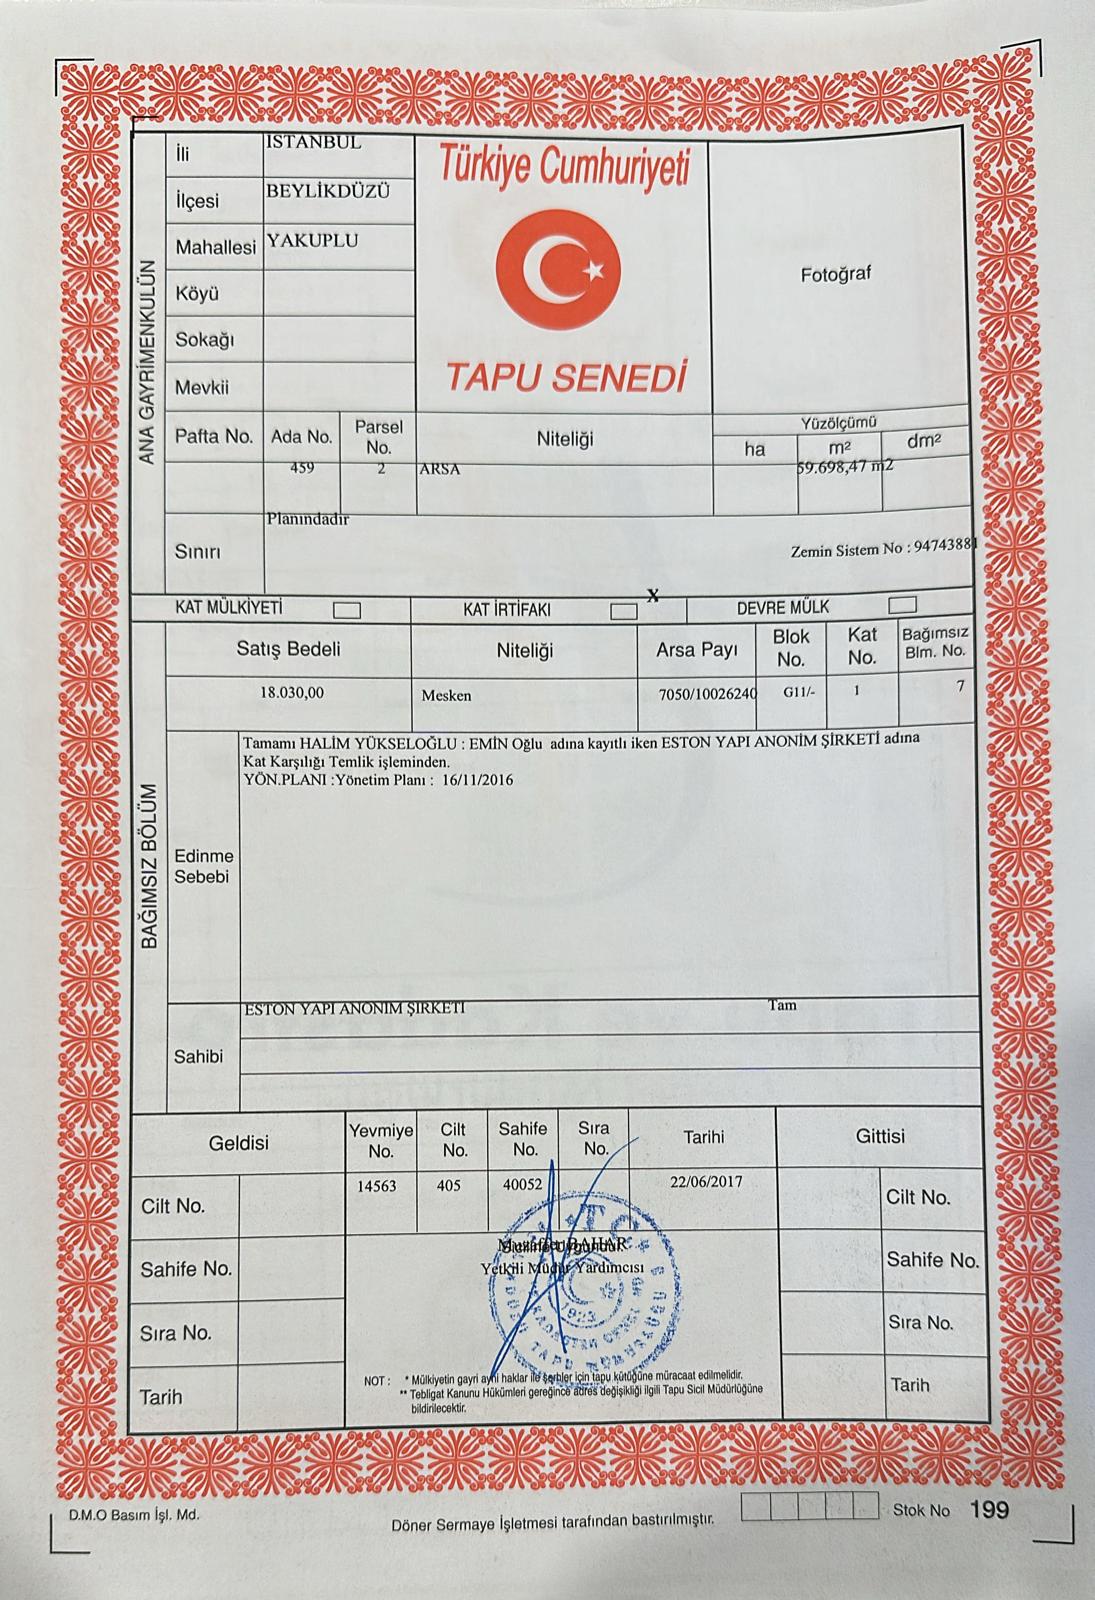 Türkiye Cumhuriyeti
TAPU SENEDİ
Fotoğraf
ANA GAYRİMENKULÜN
İli İSTANBUL
İlçesi BEYLİKDÜZÜ
Mahallesi YAKUPLU
Köyü
Sokağı
Mevkii
Pafta No. Ada No. Parsel No. Niteliği Yüzölçümü
ha m² dm²
459 2 ARSA 59.698,47 m2
Planındadır
Sınırı
Zemin Sistem No : 94743881
KAT MÜLKİYETİ KAT İRTİFAKI X DEVRE MÜLK
BAĞIMSIZ BÖLÜM
Satış Bedeli Niteliği Arsa Payı Blok No. Kat No. Bağımsız Blm. No.
18.030,00 Mesken 7050/10026240 G11/- 1 7
Edinme Sebebi
Tamamı HALİM YÜKSELOĞLU : EMİN Oğlu adına kayıtlı iken ESTON YAPI ANONİM ŞİRKETİ adına
Kat Karşılığı Temlik işleminden.
YÖN.PLANI :Yönetim Planı : 16/11/2016
ESTON YAPI ANONİM ŞİRKETİ Tam
Sahibi
Geldisi Yevmiye No. Cilt No. Sahife No. Sıra No. Tarihi Gittisi
14563 405 40052 22/06/2017
Cilt No. Cilt No.
Sahife No. Sahife No.
Sıra No. Sıra No.
Tarih Tarih
BAHAR
Yetkili Müdür Yardımcısı
T.C.
1923
NOT : * Mülkiyetin gayri ayni haklar ile şerhler için tapu kütüğüne müracaat edilmelidir.
** Tebligat Kanunu Hükümleri gereğince adres değişikliği ilgili Tapu Sicil Müdürlüğüne
bildirilecektir.
D.M.O Basım İşl. Md.
Döner Sermaye İşletmesi tarafından bastırılmıştır.
Stok No 199